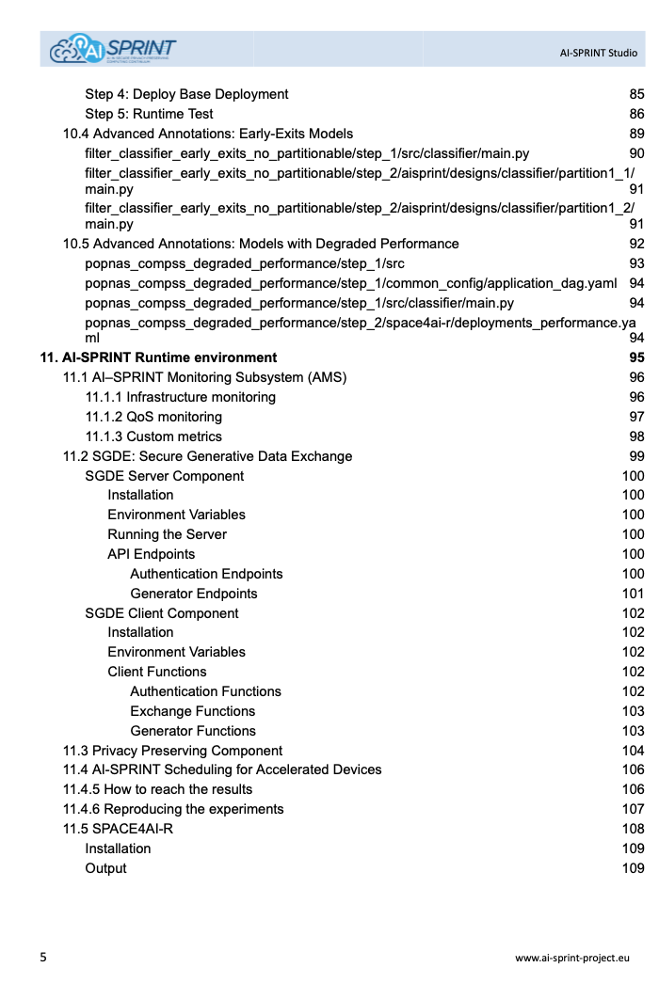 AI SPRINT
AI-SPRINT Studio
Step 4: Deploy Base Deployment 85
Step 5: Runtime Test 86
10.4 Advanced Annotations: Early-Exits Models 89
filter_classifier_early_exits_no_partitionable/step_1/src/classifier/main.py 90
filter_classifier_early_exits_no_partitionable/step_2/aisprint/designs/classifier/partition1_1/
main.py 91
filter_classifier_early_exits_no_partitionable/step_2/aisprint/designs/classifier/partition1_2/
main.py 91
10.5 Advanced Annotations: Models with Degraded Performance 92
popnas_compss_degraded_performance/step_1/src 93
popnas_compss_degraded_performance/step_1/common_config/application_dag.yaml 94
popnas_compss_degraded_performance/step_1/src/classifier/main.py 94
popnas_compss_degraded_performance/step_2/space4ai-r/deployments_performance.ya
ml 94
11. AI-SPRINT Runtime environment 95
11.1 AI–SPRINT Monitoring Subsystem (AMS) 96
11.1.1 Infrastructure monitoring 96
11.1.2 QoS monitoring 97
11.1.3 Custom metrics 98
11.2 SGDE: Secure Generative Data Exchange 99
SGDE Server Component 100
Installation 100
Environment Variables 100
Running the Server 100
API Endpoints 100
Authentication Endpoints 100
Generator Endpoints 101
SGDE Client Component 102
Installation 102
Environment Variables 102
Client Functions 102
Authentication Functions 102
Exchange Functions 103
Generator Functions 103
11.3 Privacy Preserving Component 104
11.4 AI-SPRINT Scheduling for Accelerated Devices 106
11.4.5 How to reach the results 106
11.4.6 Reproducing the experiments 107
11.5 SPACE4AI-R 108
Installation 109
Output 109
5
www.ai-sprint-project.eu